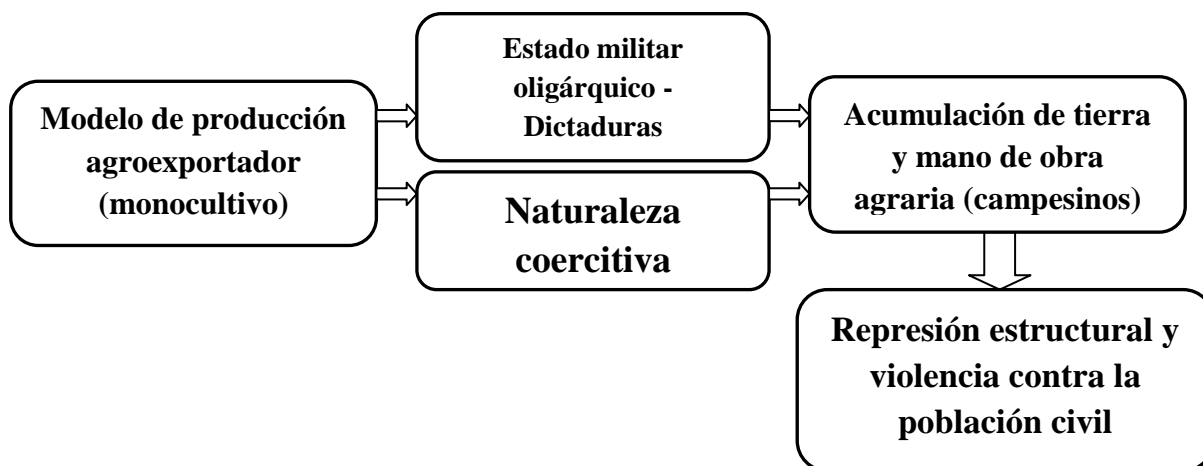 Modelo de producción
agroexportador
(monocultivo)
Estado militar
oligárquico -
Dictaduras
Naturaleza
coercitiva
Acumulación de tierra
y mano de obra
agraria (campesinos)
Represión estructural y
violencia contra la
población civil